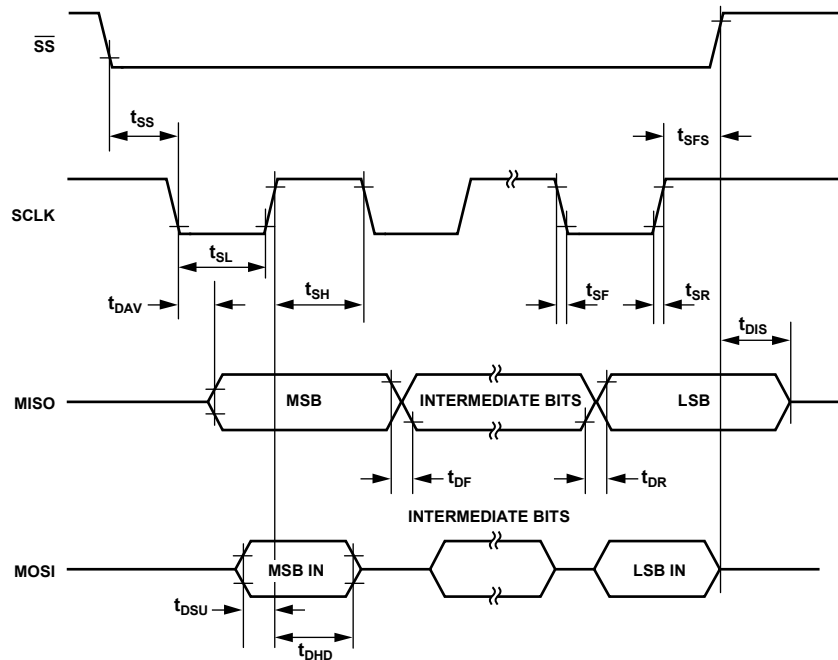 SS
tSS
tSFS
SCLK
tSL
tSH
tSF
tSR
tDAV
tDIS
MISO
MSB
INTERMEDIATE BITS
LSB
tDF
tDR
INTERMEDIATE BITS
MOSI
MSB IN
LSB IN
tDSU
tDHD